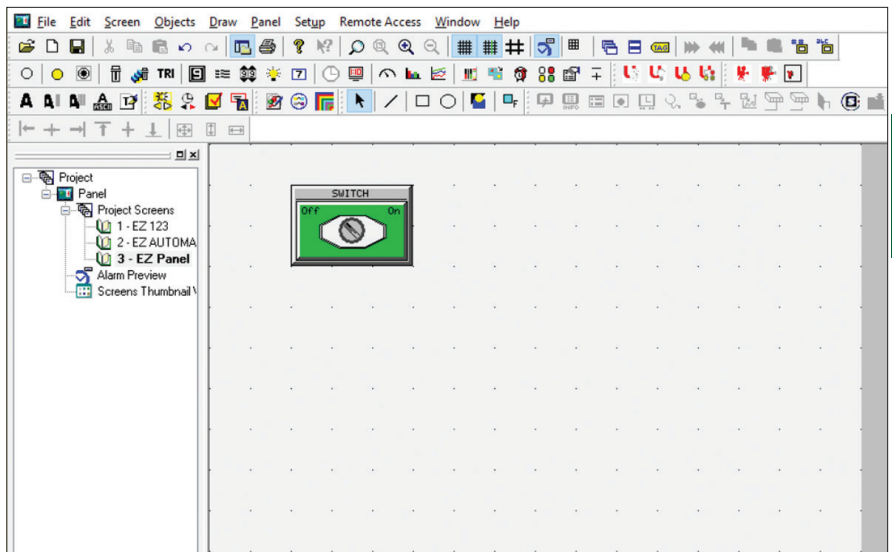 File Edit Screen Objects Draw Panel Setup Remote Access Window Help
TRI
TAG
A A A
Project
Panel
Project Screens
1 - EZ 123
2 - EZ AUTOMA
3 - EZ Panel
Alarm Preview
Screens Thumbnail
SWITCH
Off On